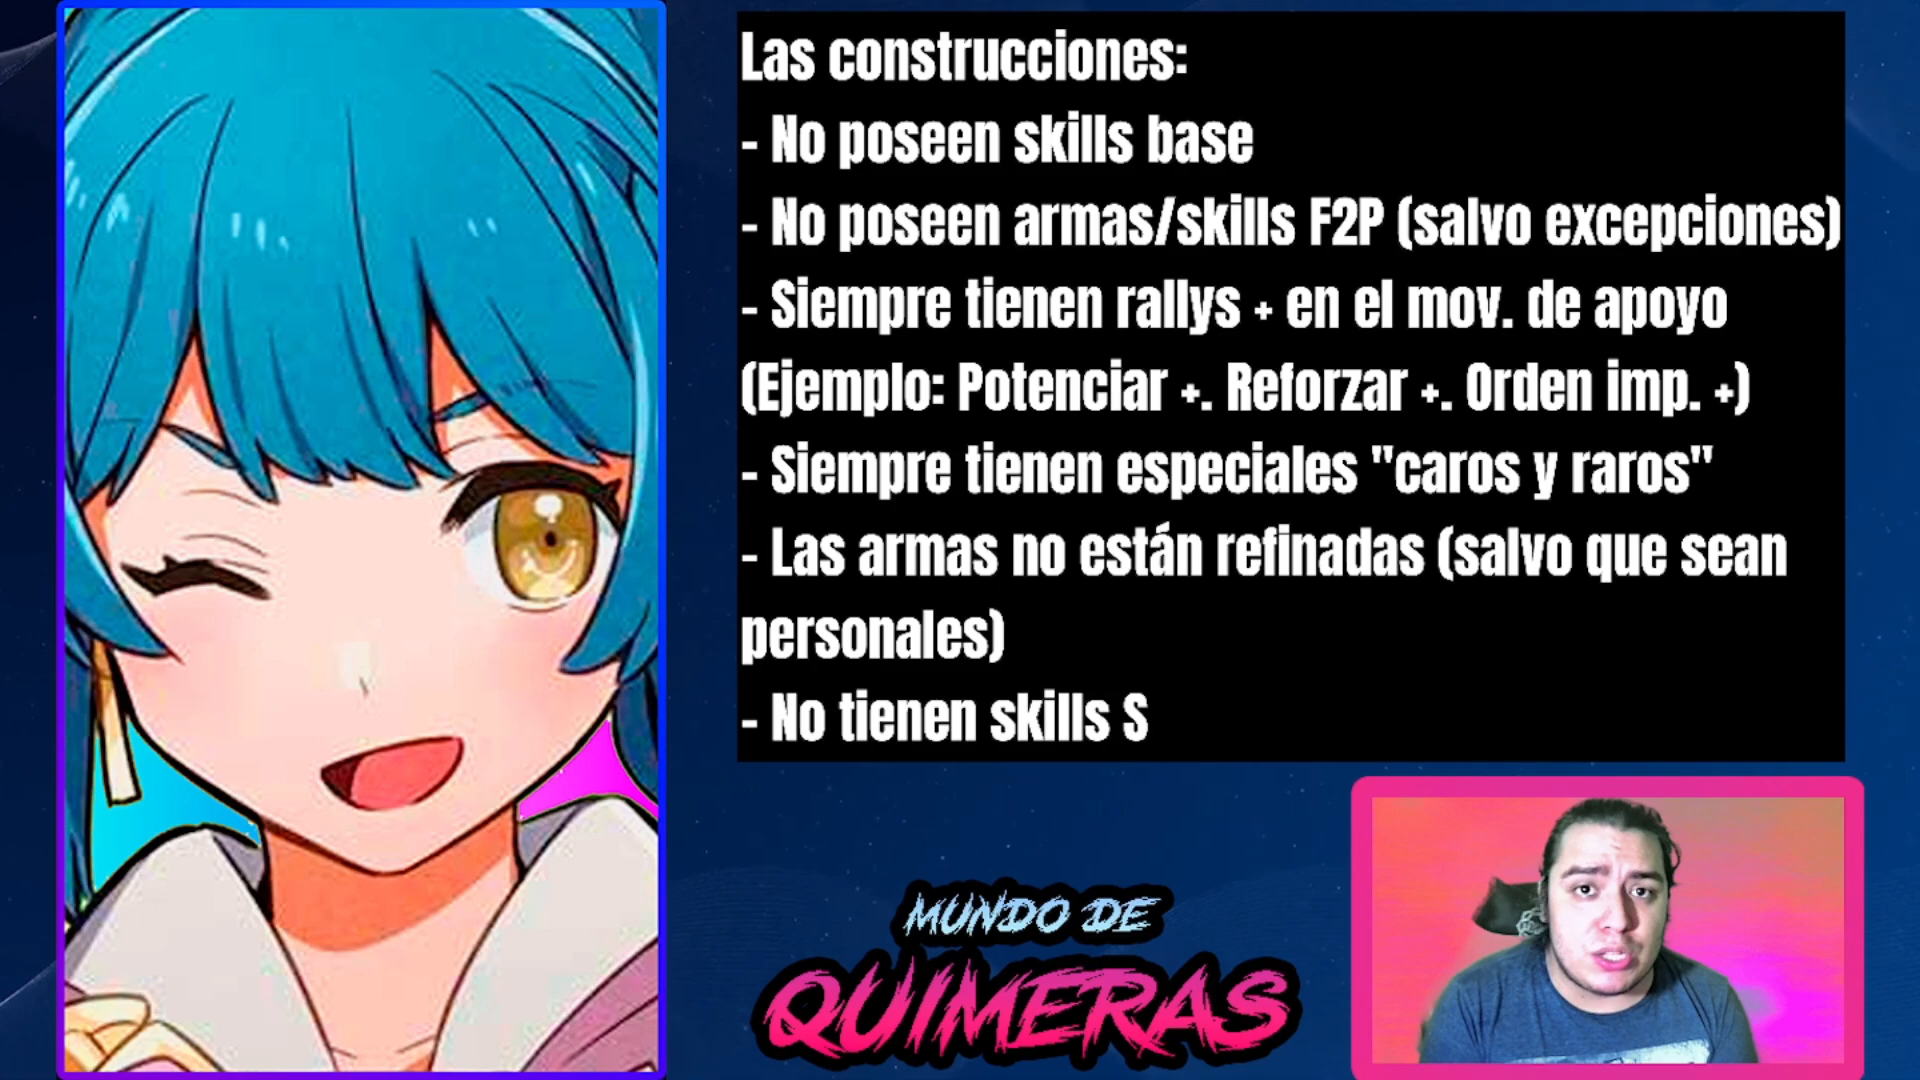 Las construcciones:
- No poseen skills base
- No poseen armas/skills F2P (salvo excepciones)
- Siempre tienen rallys + en el mov. de apoyo
(Ejemplo: Potenciar +. Reforzar +. Orden imp. +)
- Siempre tienen especiales "caros y raros"
- Las armas no están refinadas (salvo que sean
personales)
- No tienen skills S
MUNDO DE
QUIMERAS